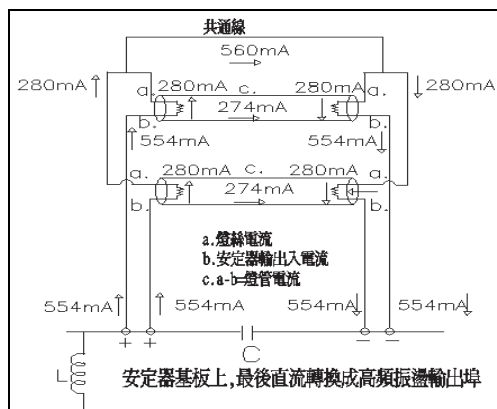 共通線
560mA
280mA 280mA c. 280mA 280mA
a. 274mA a.
b. b.
554mA 554mA
a. 280mA c. 280mA a.
274mA
b. b.
a.燈絲電流
b.安定器輸出入電流
c.a-b=燈管電流
554mA 554mA 554mA 554mA
+ + C − −
L
安定器基板上,最後直流轉換成高頻振盪輸出埠